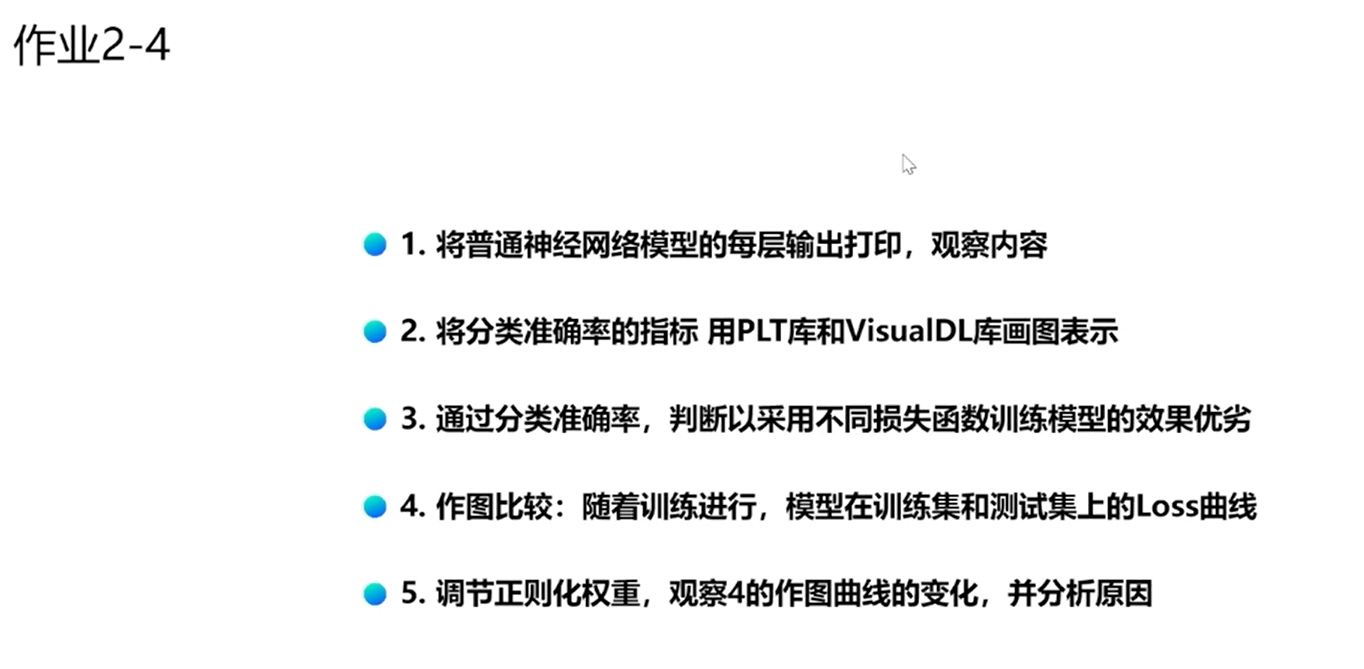 作业2-4
1. 将普通神经网络模型的每层输出打印，观察内容
2. 将分类准确率的指标 用PLT库和VisualDL库画图表示
3. 通过分类准确率，判断以采用不同损失函数训练模型的效果优劣
4. 作图比较：随着训练进行，模型在训练集和测试集上的Loss曲线
5. 调节正则化权重，观察4的作图曲线的变化，并分析原因